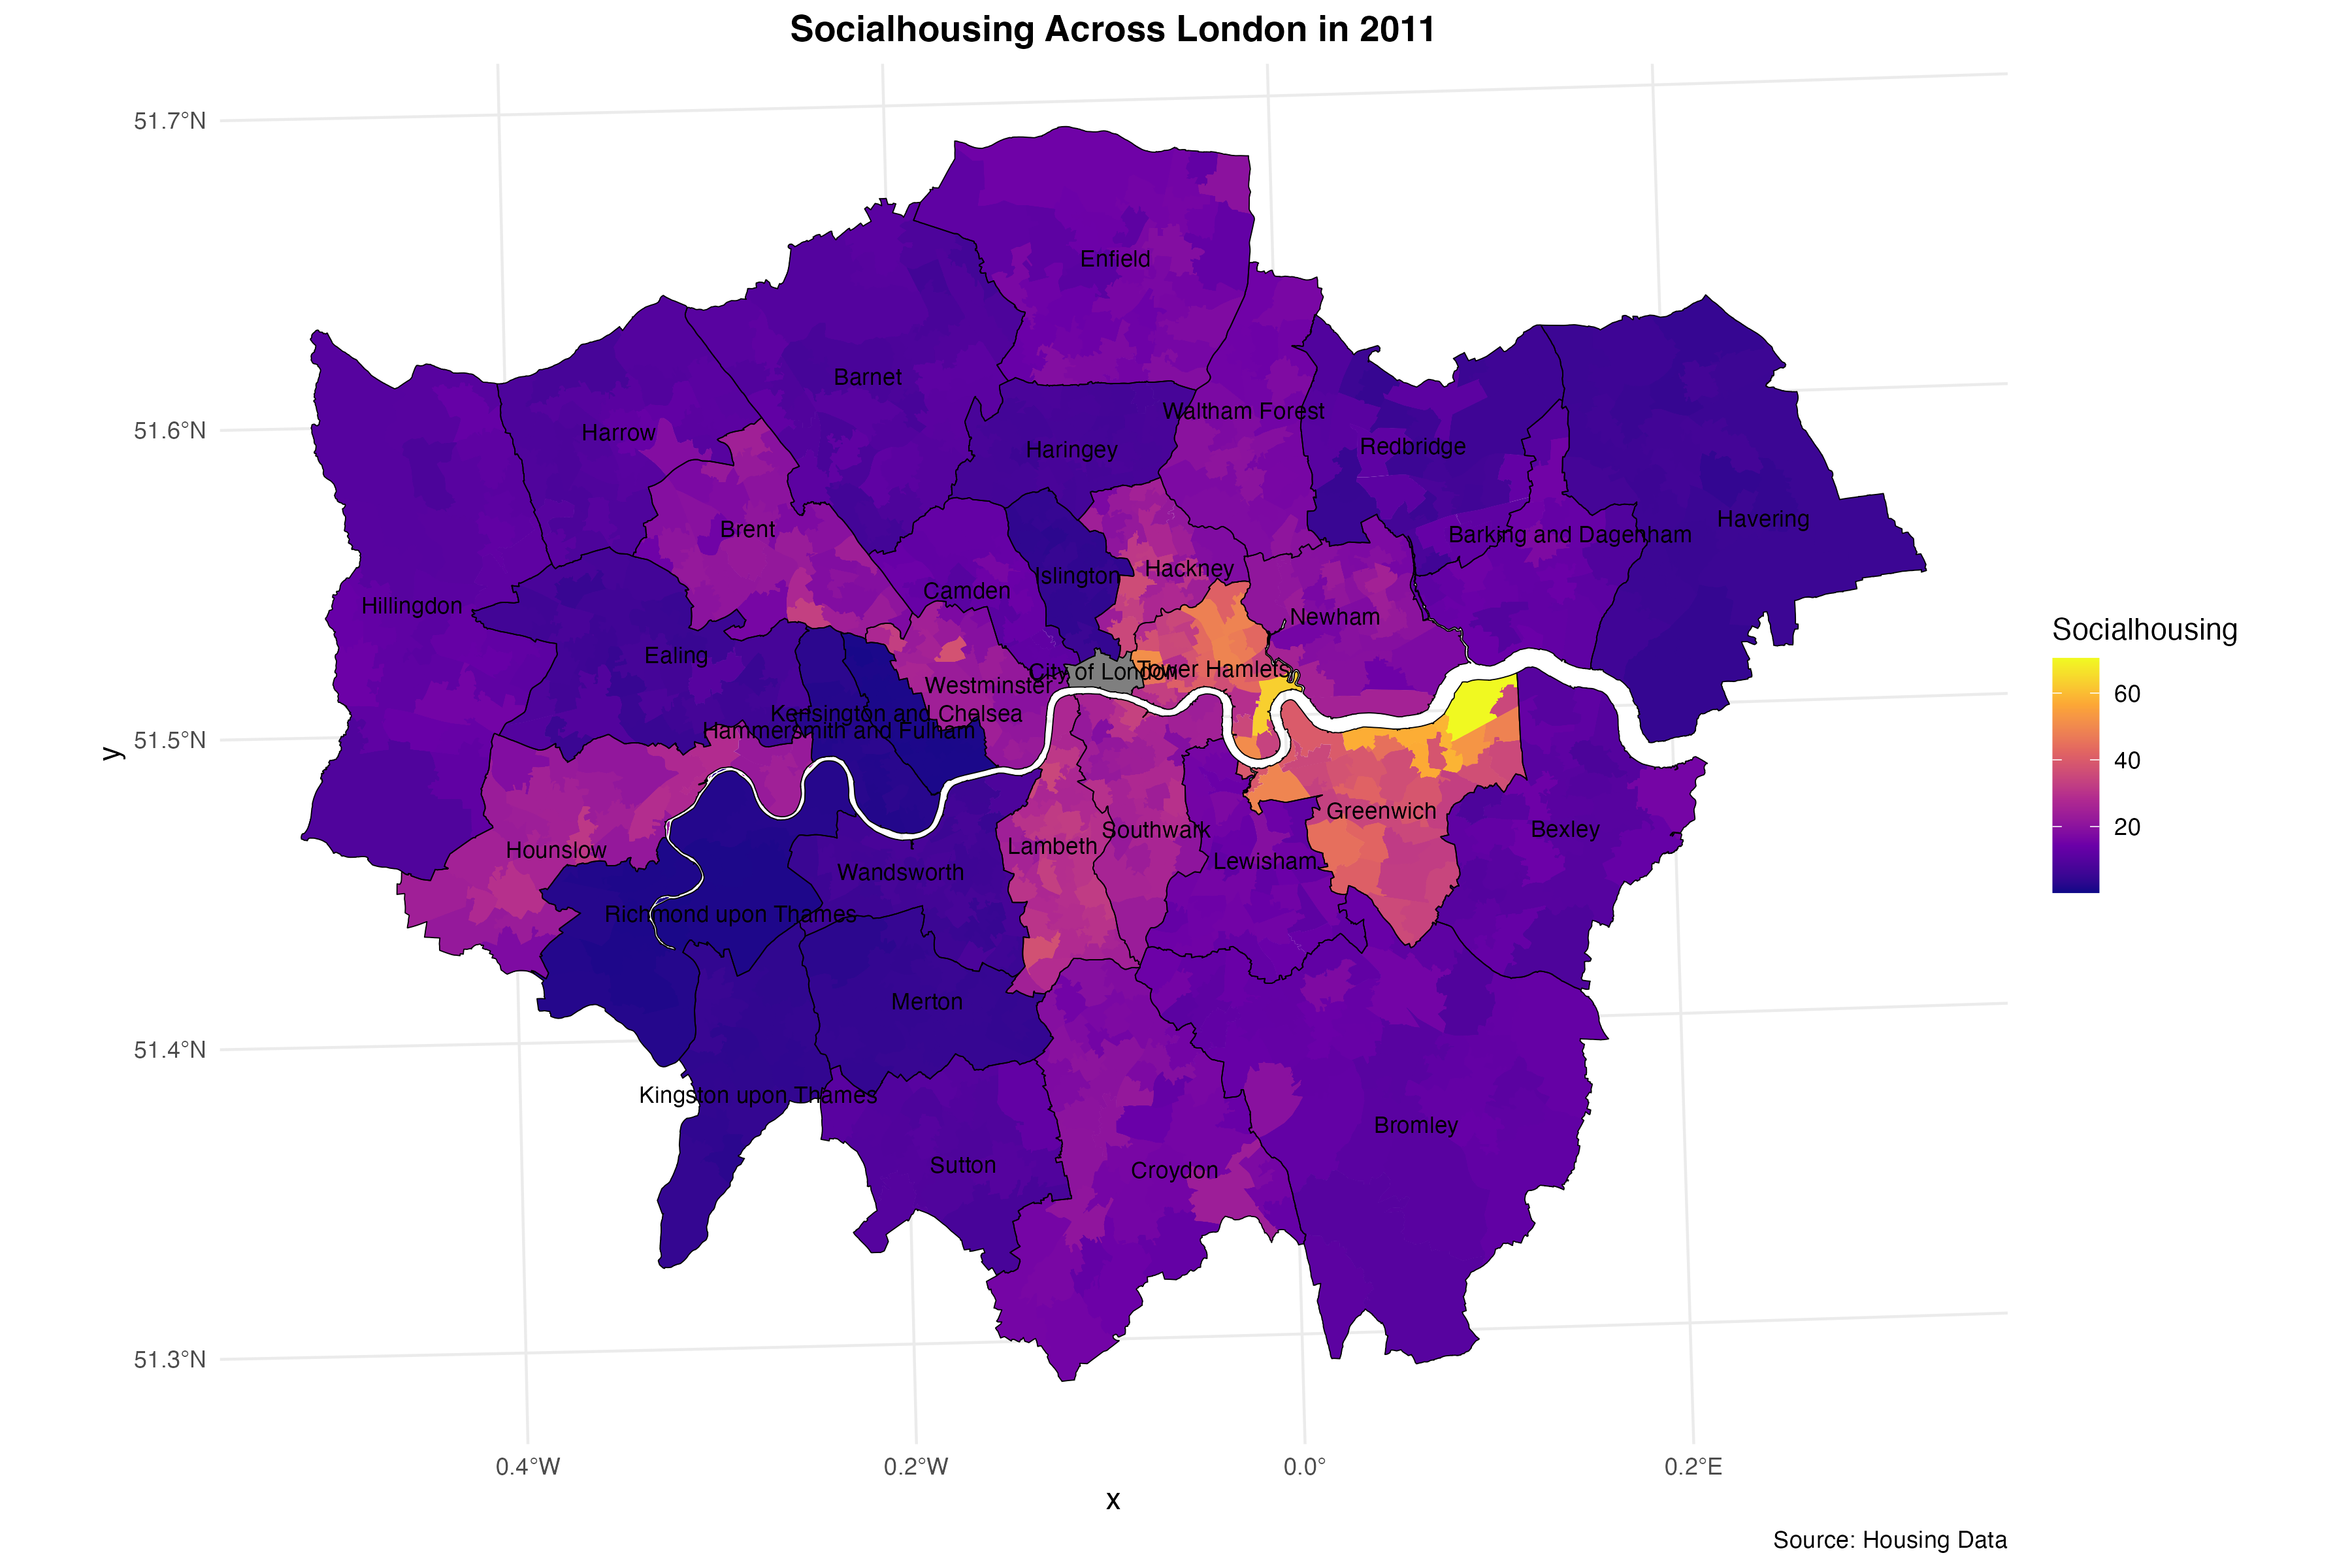 Socialhousing Across London in 2011
51.7°N
51.6°N
51.5°N
51.4°N
51.3°N
y
Enfield
Barnet
Waltham Forest
Harrow
Haringey
Redbridge
Havering
Brent
Barking and Dagenham
Hackney
Islington
Camden
Hillingdon
Newham
Ealing
City of London
Tower Hamlets
Westminster
Kensington and Chelsea
Hammersmith and Fulham
Greenwich
Southwalk
Bexley
Lambeth
Hounslow
Lewisham
Wandsworth
Richmond upon Thames
Merton
Kingston upon Thames
Bromley
Sutton
Croydon
Socialhousing
60
40
20
0.4°W
0.2°W
0.0°
0.2°E
x
Source: Housing Data